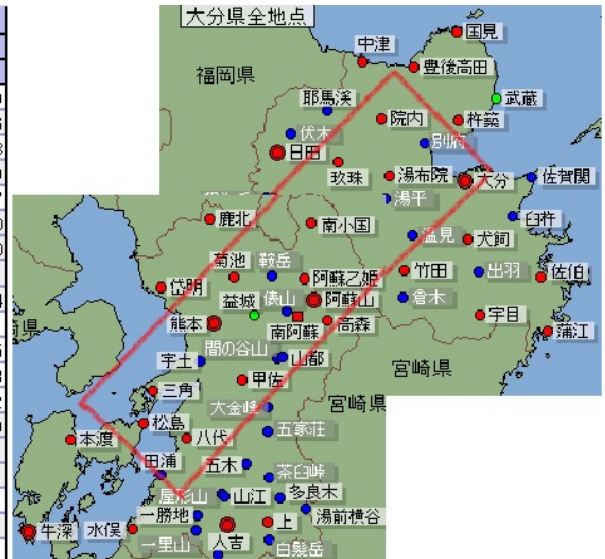 大分県全地点
国見
中津
豊後高田
福岡県
耶馬渓
武蔵
院内
杵築
伏木
別府
日田
玖珠
湯布院
大分
佐賀関
湯平
鹿北
南小国
臼杵
温見
犬飼
菊池
鞍岳
阿蘇乙姫
竹田
出羽
佐伯
岱明
益城
俵山
阿蘇山
倉木
宇目
熊本
南阿蘇
高森
蒲江
間の谷山
宇土
山都
宮崎県
三角
甲佐
宮崎県
大金峰
松島
五家荘
本渡
八代
田浦
五木
茶臼峠
屋形山
山江
多良木
一勝地
上
湯前横谷
牛深
水俣
人吉
一里山
白髪岳